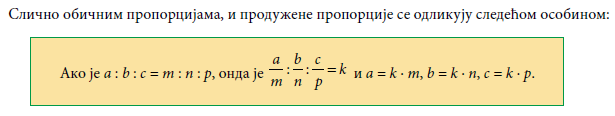 Слично обичним пропорцијама, и продужене пропорције се одликују следећом особином:
Ако је a : b : c = m : n : p, онда је a/m : b/n : c/p = k и a = k · m, b = k · n, c = k · p.